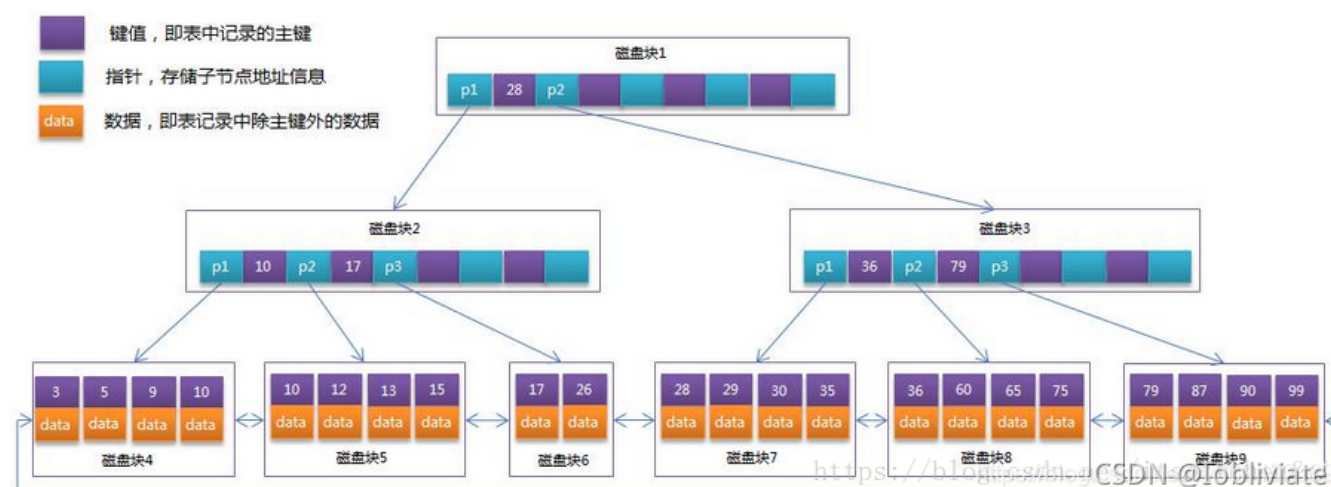 键值，即表中记录的主键
指针，存储子节点地址信息
data 数据，即表记录中除主键外的数据
磁盘块1
p1 28 p2
磁盘块2
p1 10 p2 17 p3
磁盘块3
p1 36 p2 79 p3
3 5 9 10
data data data data
磁盘块4
10 12 13 15
data data data data
磁盘块5
17 26
data data
磁盘块6
28 29 30 35
data data data data
磁盘块7
36 60 65 75
data data data data
磁盘块8
79 87 90 99
data data data data
磁盘块9
CSDN @Iobliviate